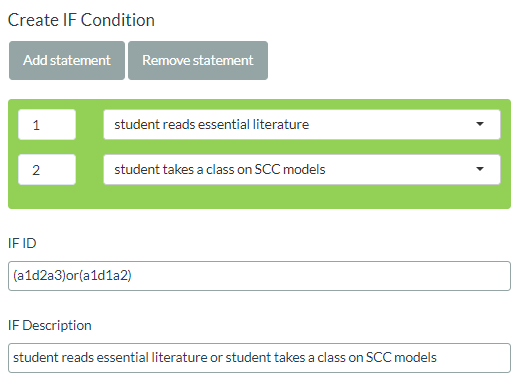 Create IF Condition
Add statement Remove statement
1 student reads essential literature
2 student takes a class on SCC models
IF ID
(a1d2a3)or(a1d1a2)
IF Description
student reads essential literature or student takes a class on SCC models